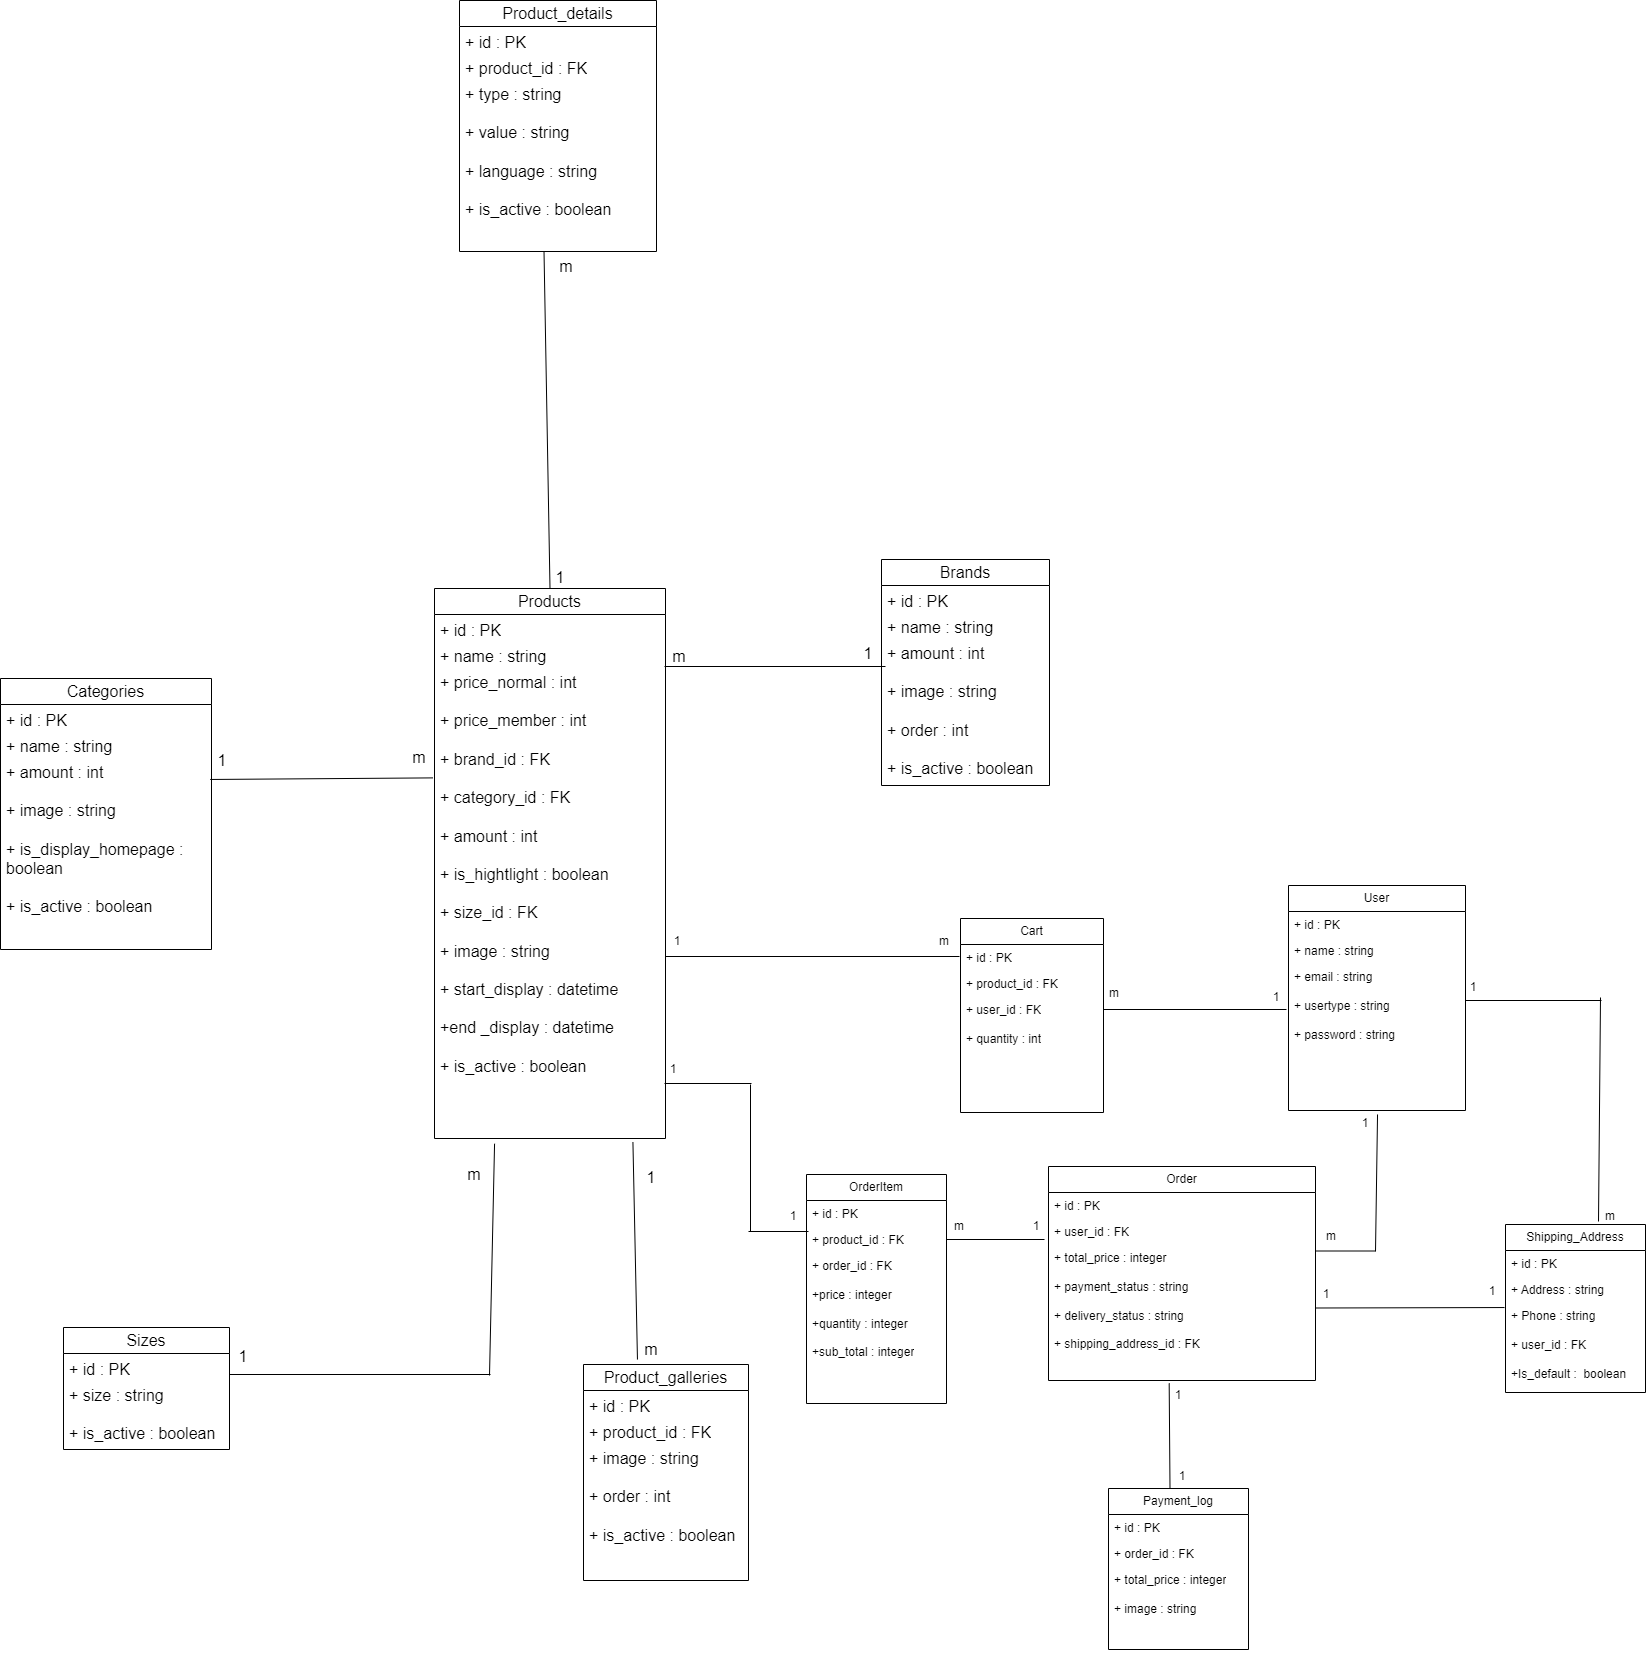 Product_details
+ id : PK
+ product_id : FK
+ type : string
+ value : string
+ language : string
+ is_active : boolean
m
1
Products
+ id : PK
+ name : string
+ price_normal : int
+ price_member : int
+ brand_id : FK
+ category_id : FK
+ amount : int
+ is_hightlight : boolean
+ size_id : FK
+ image : string
+ start_display : datetime
+end _display : datetime
+ is_active : boolean
m
1
Brands
+ id : PK
+ name : string
+ amount : int
+ image : string
+ order : int
+ is_active : boolean
Categories
+ id : PK
+ name : string
+ amount : int
+ image : string
+ is_display_homepage :
boolean
+ is_active : boolean
1
m
1
m
Cart
+ id : PK
+ product_id : FK
+ user_id : FK
+ quantity : int
m
1
User
+ id : PK
+ name : string
+ email : string
+ usertype : string
+ password : string
1
m
1
m
1
1
OrderItem
+ id : PK
+ product_id : FK
+ order_id : FK
+price : integer
+quantity : integer
+sub_total : integer
m
1
Order
+ id : PK
+ user_id : FK
+ total_price : integer
+ payment_status : string
+ delivery_status : string
+ shipping_address_id : FK
1
1
Shipping_Address
+ id : PK
+ Address : string
+ Phone : string
+ user_id : FK
+Is_default :  boolean
m
1
Sizes
+ id : PK
+ size : string
+ is_active : boolean
1
m
Product_galleries
+ id : PK
+ product_id : FK
+ image : string
+ order : int
+ is_active : boolean
1
1
Payment_log
+ id : PK
+ order_id : FK
+ total_price : integer
+ image : string